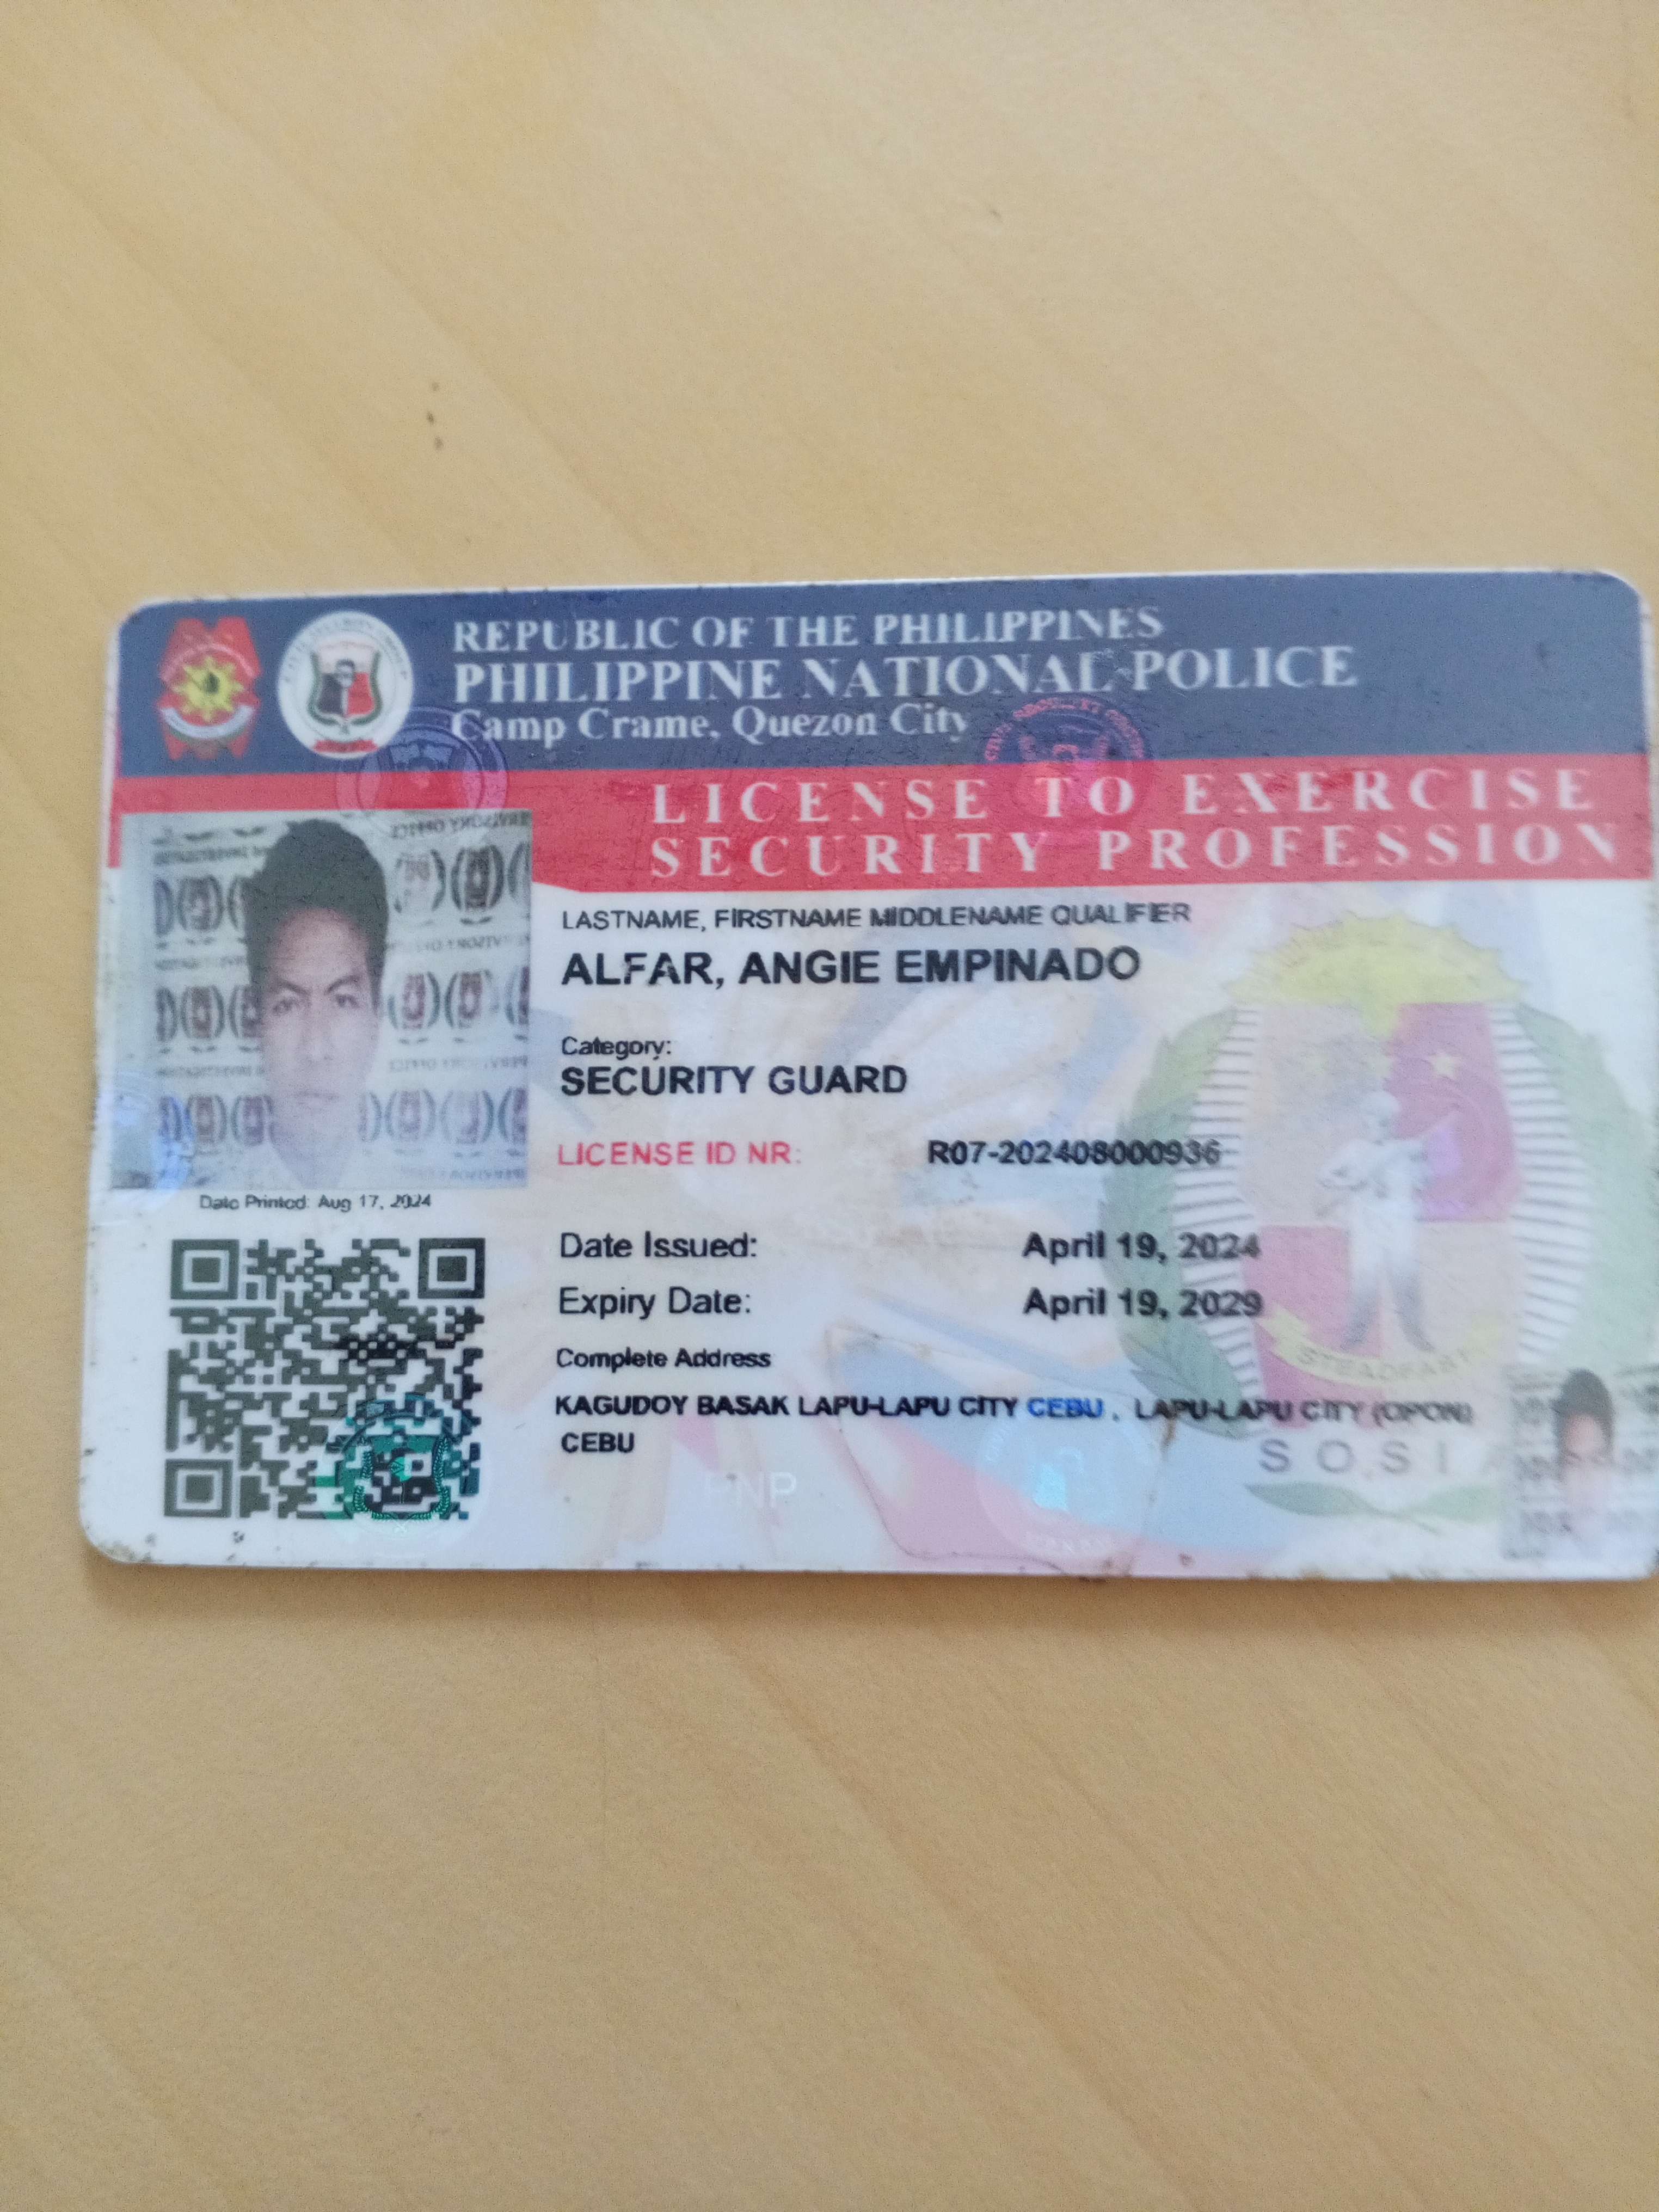 REPUBLIC OF THE PHILIPPINES
PHILIPPINE NATIONAL POLICE
Camp Crame, Quezon City
LICENSE TO EXERCISE
SECURITY PROFESSION
LASTNAME, FIRSTNAME MIDDLENAME QUALIFIER
ALFAR, ANGIE EMPINADO
Category:
SECURITY GUARD
LICENSE ID NR: R07-202408000936
Date Printed: Aug 17, 2024
Date Issued: April 19, 2024
Expiry Date: April 19, 2029
Complete Address
KAGUDOY BASAK LAPU-LAPU CITY CEBU , LAPU-LAPU CITY (OPON)
CEBU
SOSIA
PNP